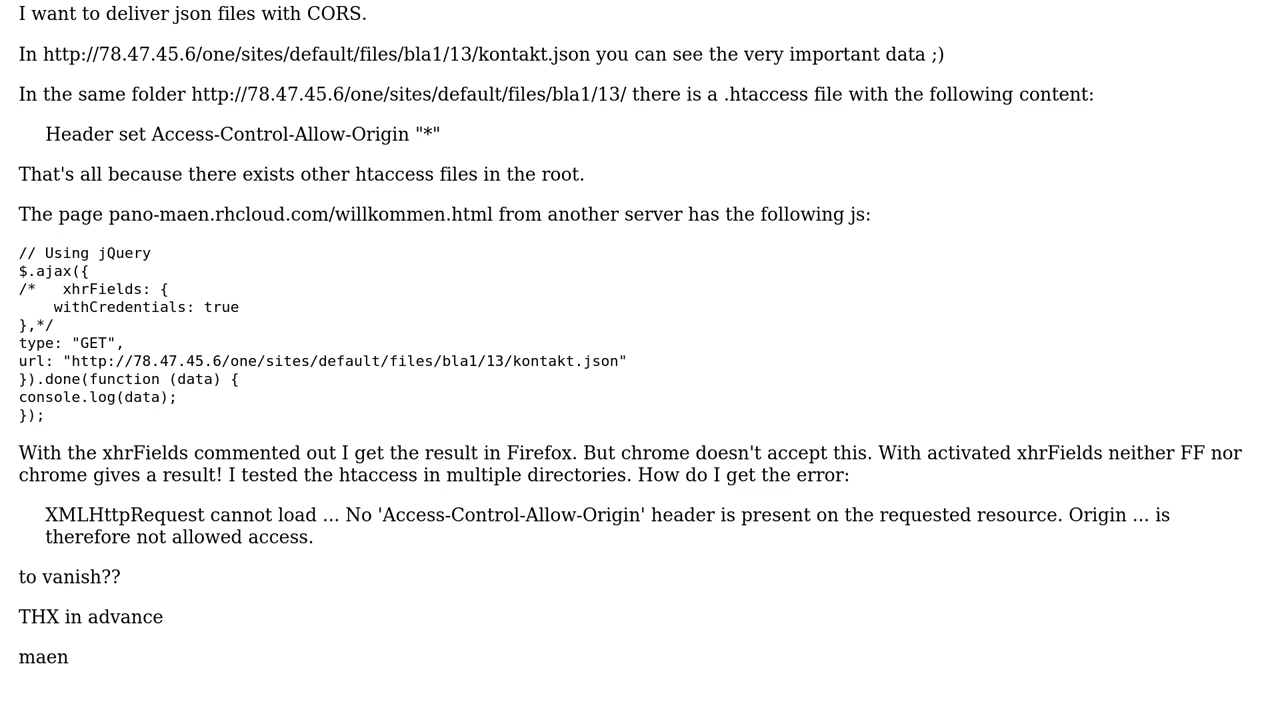 I want to deliver json files with CORS.
In http://78.47.45.6/one/sites/default/files/bla1/13/kontakt.json you can see the very important data ;)
In the same folder http://78.47.45.6/one/sites/default/files/bla1/13/ there is a .htaccess file with the following content:
Header set Access-Control-Allow-Origin "*"
That's all because there exists other htaccess files in the root.
The page pano-maen.rhcloud.com/willkommen.html from another server has the following js:
// Using jQuery
$.ajax({
/*   xhrFields: {
    withCredentials: true
},*/
type: "GET",
url: "http://78.47.45.6/one/sites/default/files/bla1/13/kontakt.json"
}).done(function (data) {
console.log(data);
});
With the xhrFields commented out I get the result in Firefox. But chrome doesn't accept this. With activated xhrFields neither FF nor
chrome gives a result! I tested the htaccess in multiple directories. How do I get the error:
XMLHttpRequest cannot load ... No 'Access-Control-Allow-Origin' header is present on the requested resource. Origin ... is
therefore not allowed access.
to vanish??
THX in advance
maen